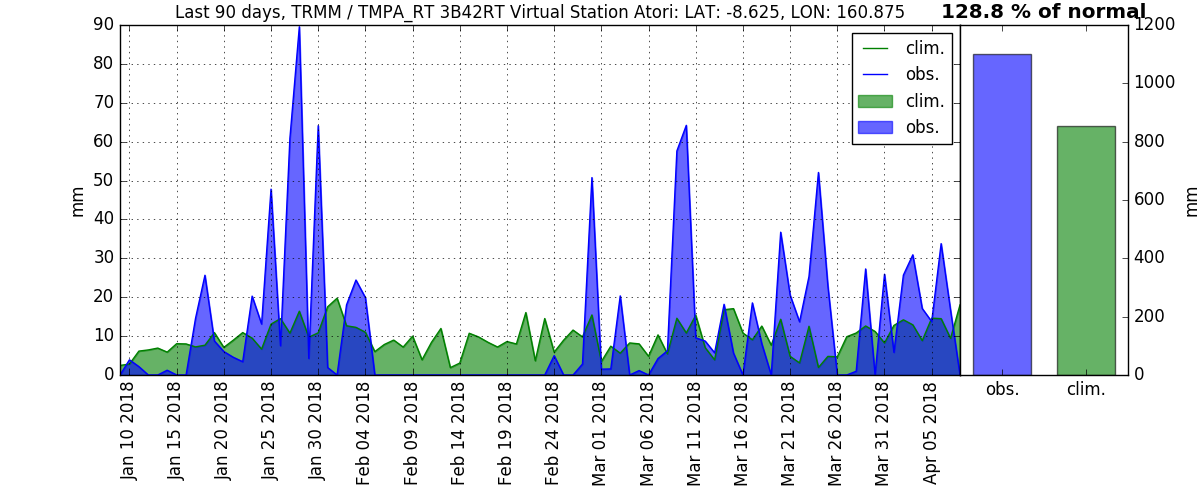 Last 90 days, TRMM / TMPA_RT 3B42RT Virtual Station Atori: LAT: -8.625, LON: 160.875
128.8 % of normal
90
80
70
60
50
40
30
20
10
0
mm
clim.
obs.
clim.
obs.
Jan 10 2018
Jan 15 2018
Jan 20 2018
Jan 25 2018
Jan 30 2018
Feb 04 2018
Feb 09 2018
Feb 14 2018
Feb 19 2018
Feb 24 2018
Mar 01 2018
Mar 06 2018
Mar 11 2018
Mar 16 2018
Mar 21 2018
Mar 26 2018
Mar 31 2018
Apr 05 2018
1200
1000
800
600
400
200
0
mm
obs.
clim.